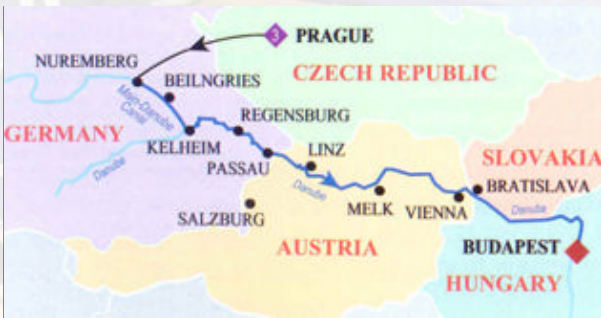 3
PRAGUE
NUREMBERG
CZECH REPUBLIC
BEILNGRIES
Main-Danube
Canal
REGENSBURG
GERMANY
KELHEIM
LINZ
SLOVAKIA
PASSAU
Danube
Danube
BRATISLAVA
MELK
VIENNA
SALZBURG
Danube
AUSTRIA
BUDAPEST
HUNGARY